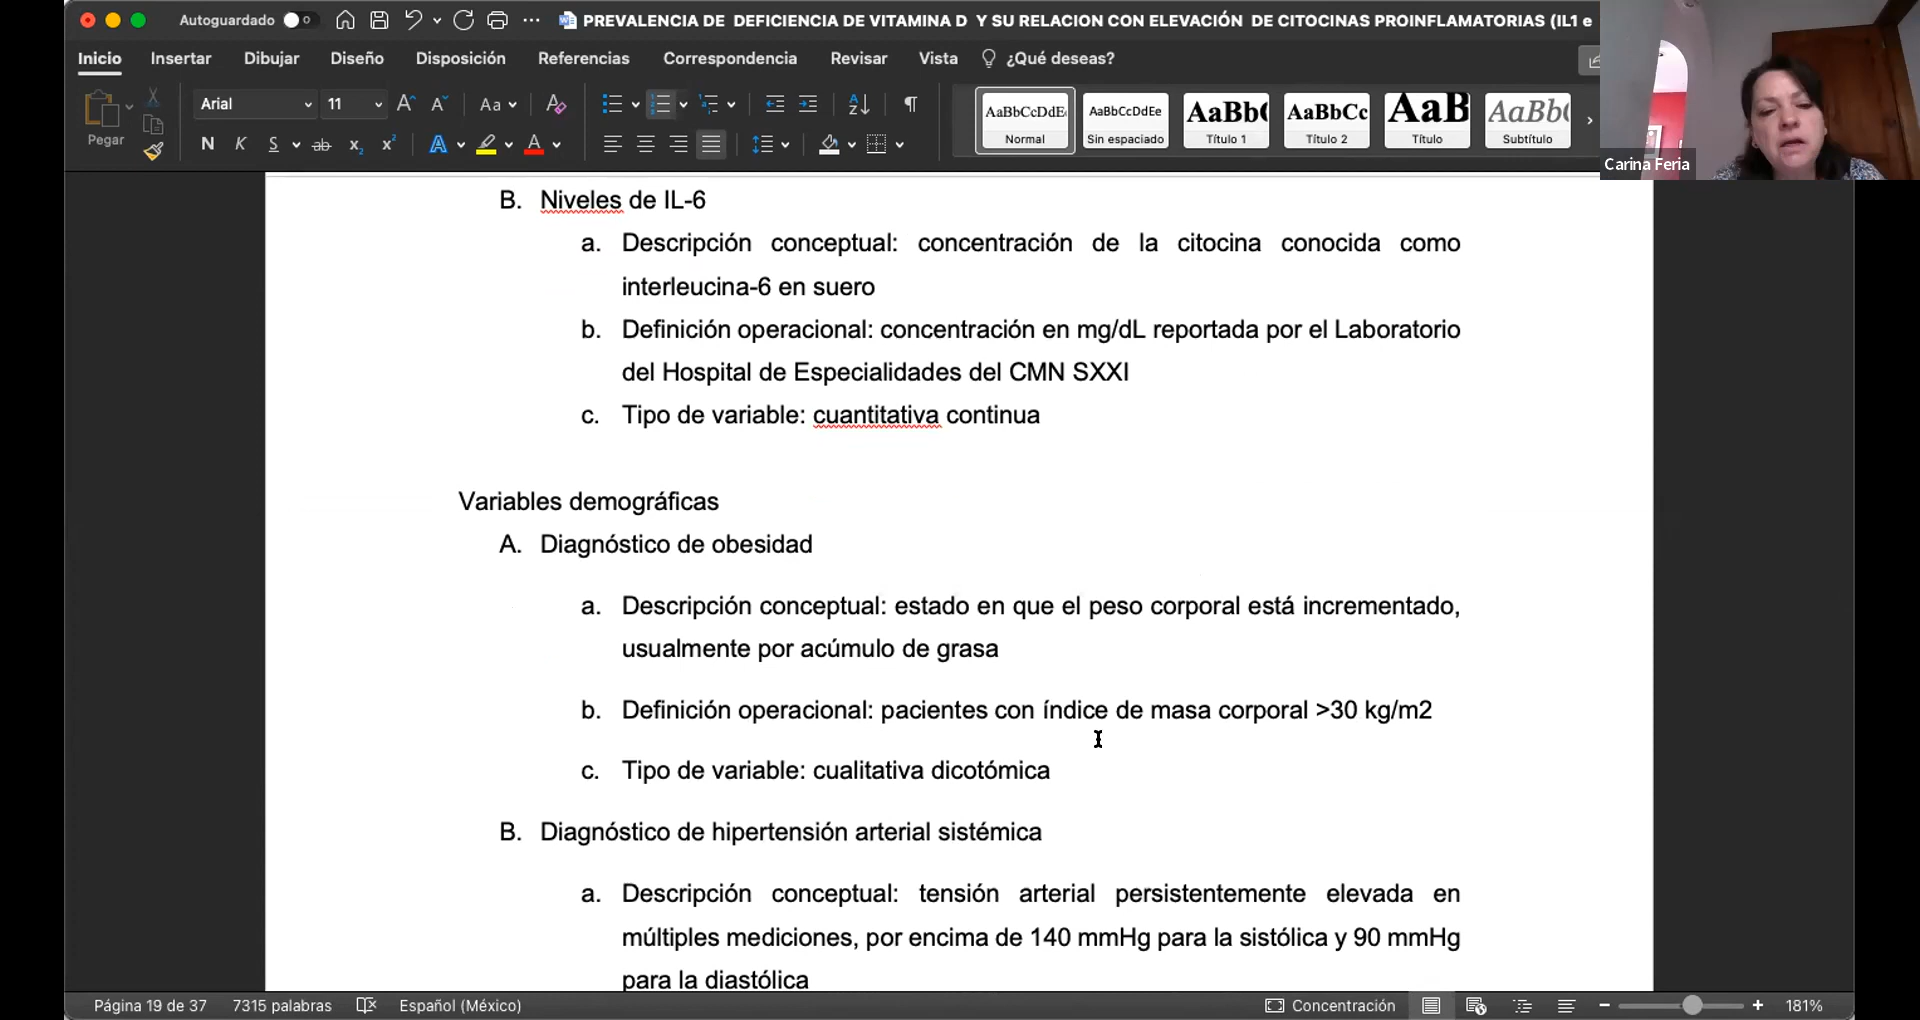 Autoguardado
PREVALENCIA DE DEFICIENCIA DE VITAMINA D Y SU RELACION CON ELEVACIÓN DE CITOCINAS PROINFLAMATORIAS (IL1 e
Inicio Insertar Dibujar Diseño Disposición Referencias Correspondencia Revisar Vista ¿Qué deseas?
Pegar
Arial 11
Aa
N K S ab x2 x2 A A
AaBbCcDdEe Normal
AaBbCcDdEe Sin espaciado
AaBb( Título 1
AaBbCc Título 2
AaB Título
AaBb( Subtítulo
Carina Feria
B. Niveles de IL-6
a. Descripción conceptual: concentración de la citocina conocida como
interleucina-6 en suero
b. Definición operacional: concentración en mg/dL reportada por el Laboratorio
del Hospital de Especialidades del CMN SXXI
c. Tipo de variable: cuantitativa continua
Variables demográficas
A. Diagnóstico de obesidad
a. Descripción conceptual: estado en que el peso corporal está incrementado,
usualmente por acúmulo de grasa
b. Definición operacional: pacientes con índice de masa corporal >30 kg/m2
c. Tipo de variable: cualitativa dicotómica
B. Diagnóstico de hipertensión arterial sistémica
a. Descripción conceptual: tensión arterial persistentemente elevada en
múltiples mediciones, por encima de 140 mmHg para la sistólica y 90 mmHg
para la diastólica
Página 19 de 37 7315 palabras Español (México) Concentración 181%